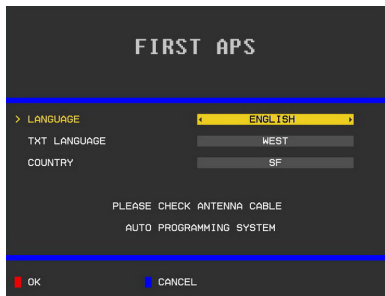 FIRST APS
> LANGUAGE ENGLISH
TXT LANGUAGE WEST
COUNTRY SF
PLEASE CHECK ANTENNA CABLE
AUTO PROGRAMMING SYSTEM
OK CANCEL